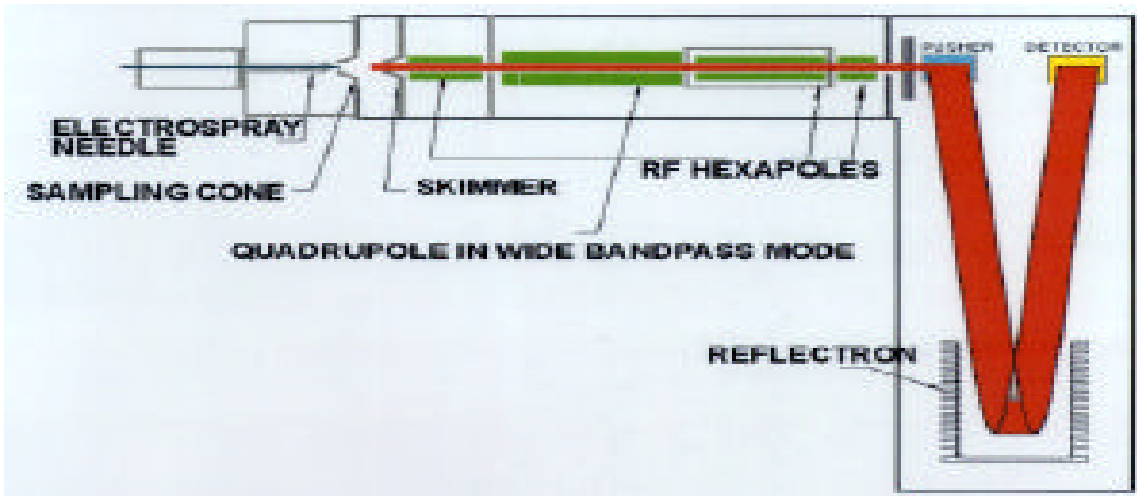 PUSHER
DETECTOR
ELECTROSPRAY
NEEDLE
SAMPLING CONE
SKIMMER
RF HEXAPOLES
QUADRUPOLE IN WIDE BANDPASS MODE
REFLECTRON